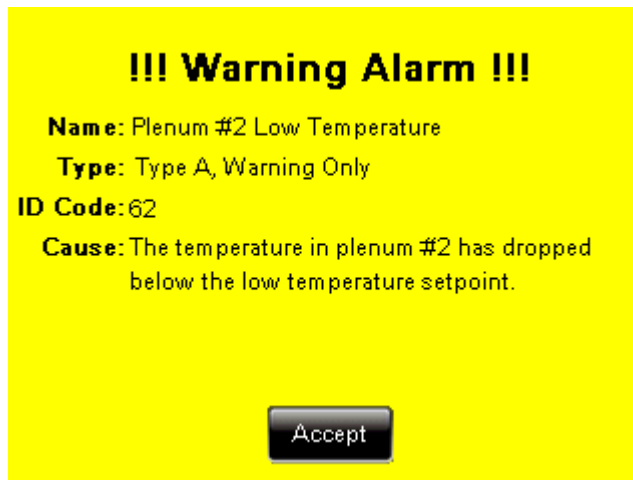 !!! Warning Alarm !!!
Name: Plenum #2 Low Temperature
Type: Type A, Warning Only
ID Code: 62
Cause: The temperature in plenum #2 has dropped
below the low temperature setpoint.
Accept